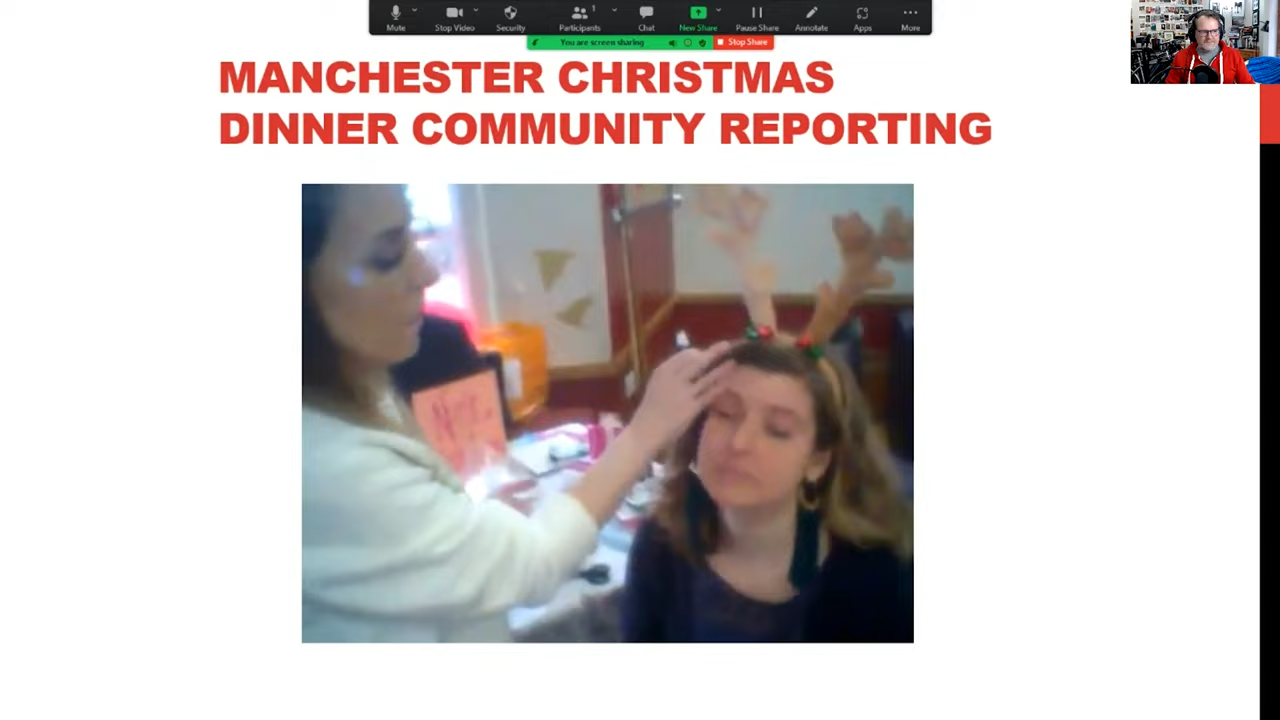 1
Mute
Stop Video
Security
Participants
Chat
New Share
Pause Share
Annotate
Apps
More
You are screen sharing
Stop Share
MANCHESTER CHRISTMAS
DINNER COMMUNITY REPORTING